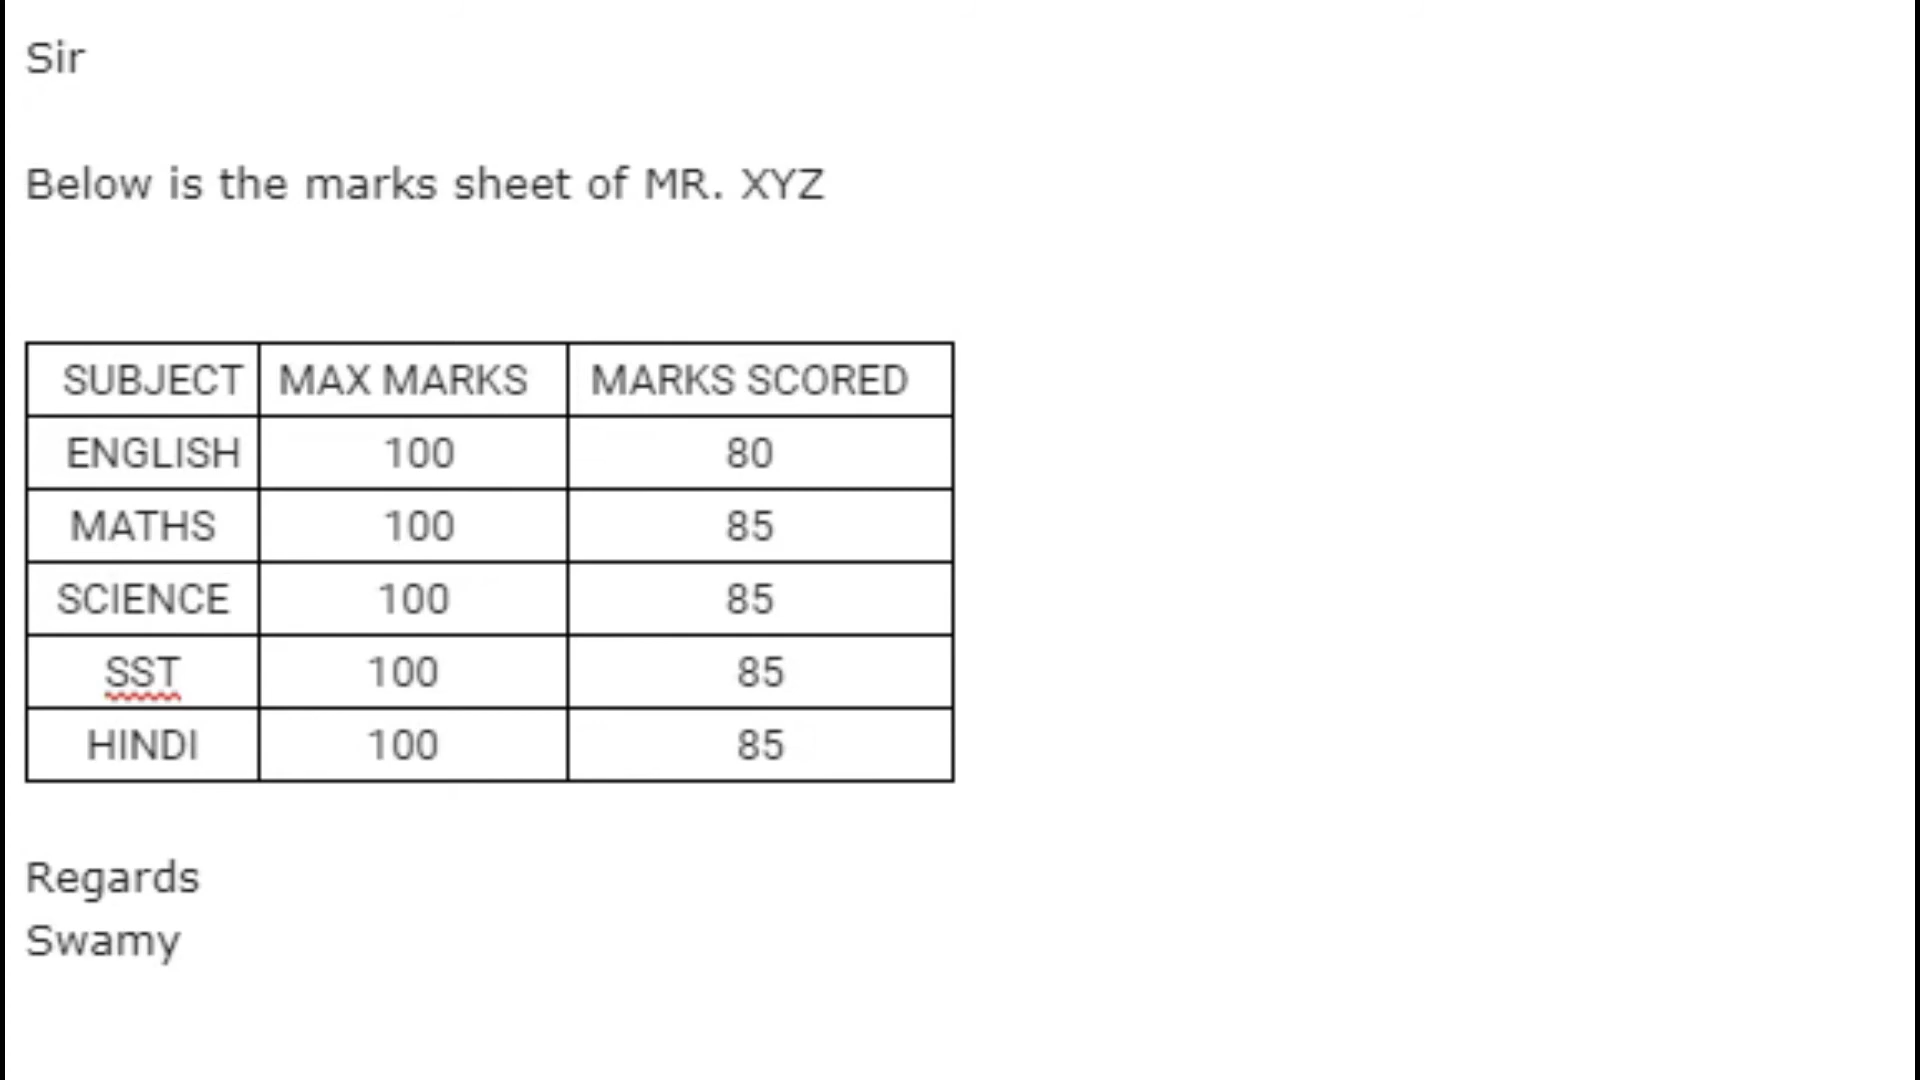 Sir
Below is the marks sheet of MR. XYZ
SUBJECT MAX MARKS MARKS SCORED
ENGLISH 100 80
MATHS 100 85
SCIENCE 100 85
SST 100 85
HINDI 100 85
Regards
Swamy